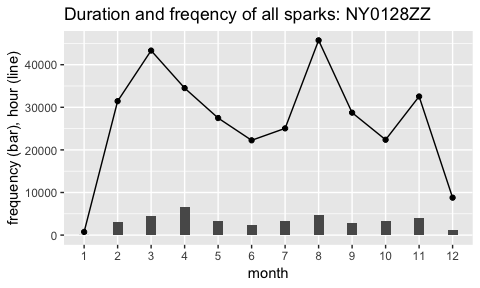 Duration and freqency of all sparks: NY0128ZZ
frequency (bar), hour (line)
40000
30000
20000
10000
0
1 2 3 4 5 6 7 8 9 10 11 12
month